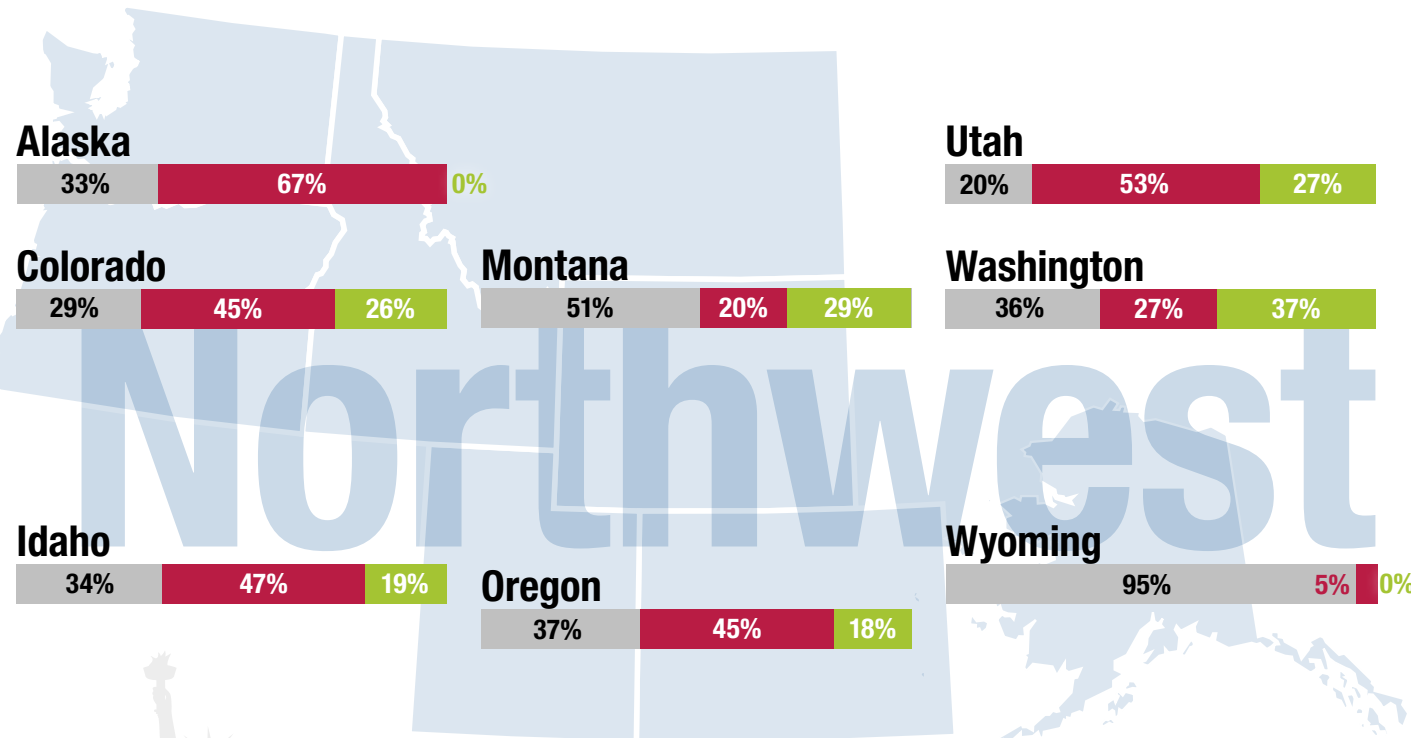 Alaska
33% 67% 0%
Utah
20% 53% 27%
Colorado
29% 45% 26%
Montana
51% 20% 29%
Washington
36% 27% 37%
Northwest
Idaho
34% 47% 19%
Oregon
37% 45% 18%
Wyoming
95% 5% 0%